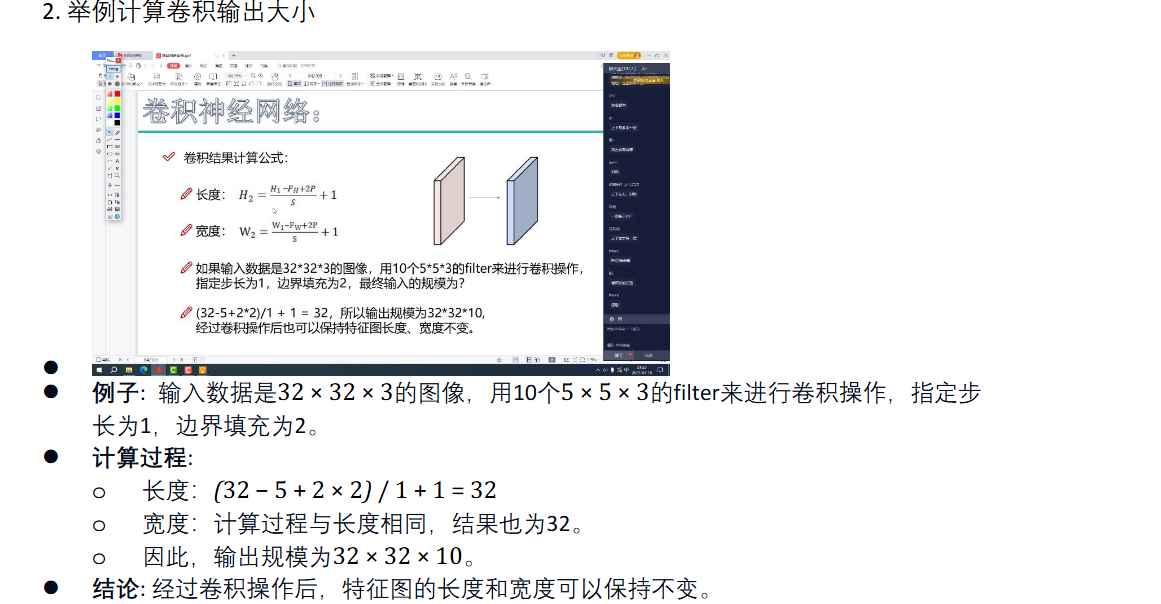 2. 举例计算卷积输出大小
卷积神经网络：
卷积结果计算公式：
长度： H₂ = (H₁-F_H+2P)/S + 1
宽度： W₂ = (W₁-F_W+2P)/S + 1
如果输入数据是32*32*3的图像，用10个5*5*3的filter来进行卷积操作，
指定步长为1，边界填充为2，最终输入的规模为？
(32-5+2*2)/1 + 1 = 32，所以输出规模为32*32*10,
经过卷积操作后也可以保持特征图长度、宽度不变。
例子: 输入数据是32 × 32 × 3的图像，用10个5 × 5 × 3的filter来进行卷积操作，指定步
长为1，边界填充为2。
计算过程:
长度：(32 – 5 + 2 × 2) / 1 + 1 = 32
宽度：计算过程与长度相同，结果也为32。
因此，输出规模为32 × 32 × 10。
结论: 经过卷积操作后，特征图的长度和宽度可以保持不变。